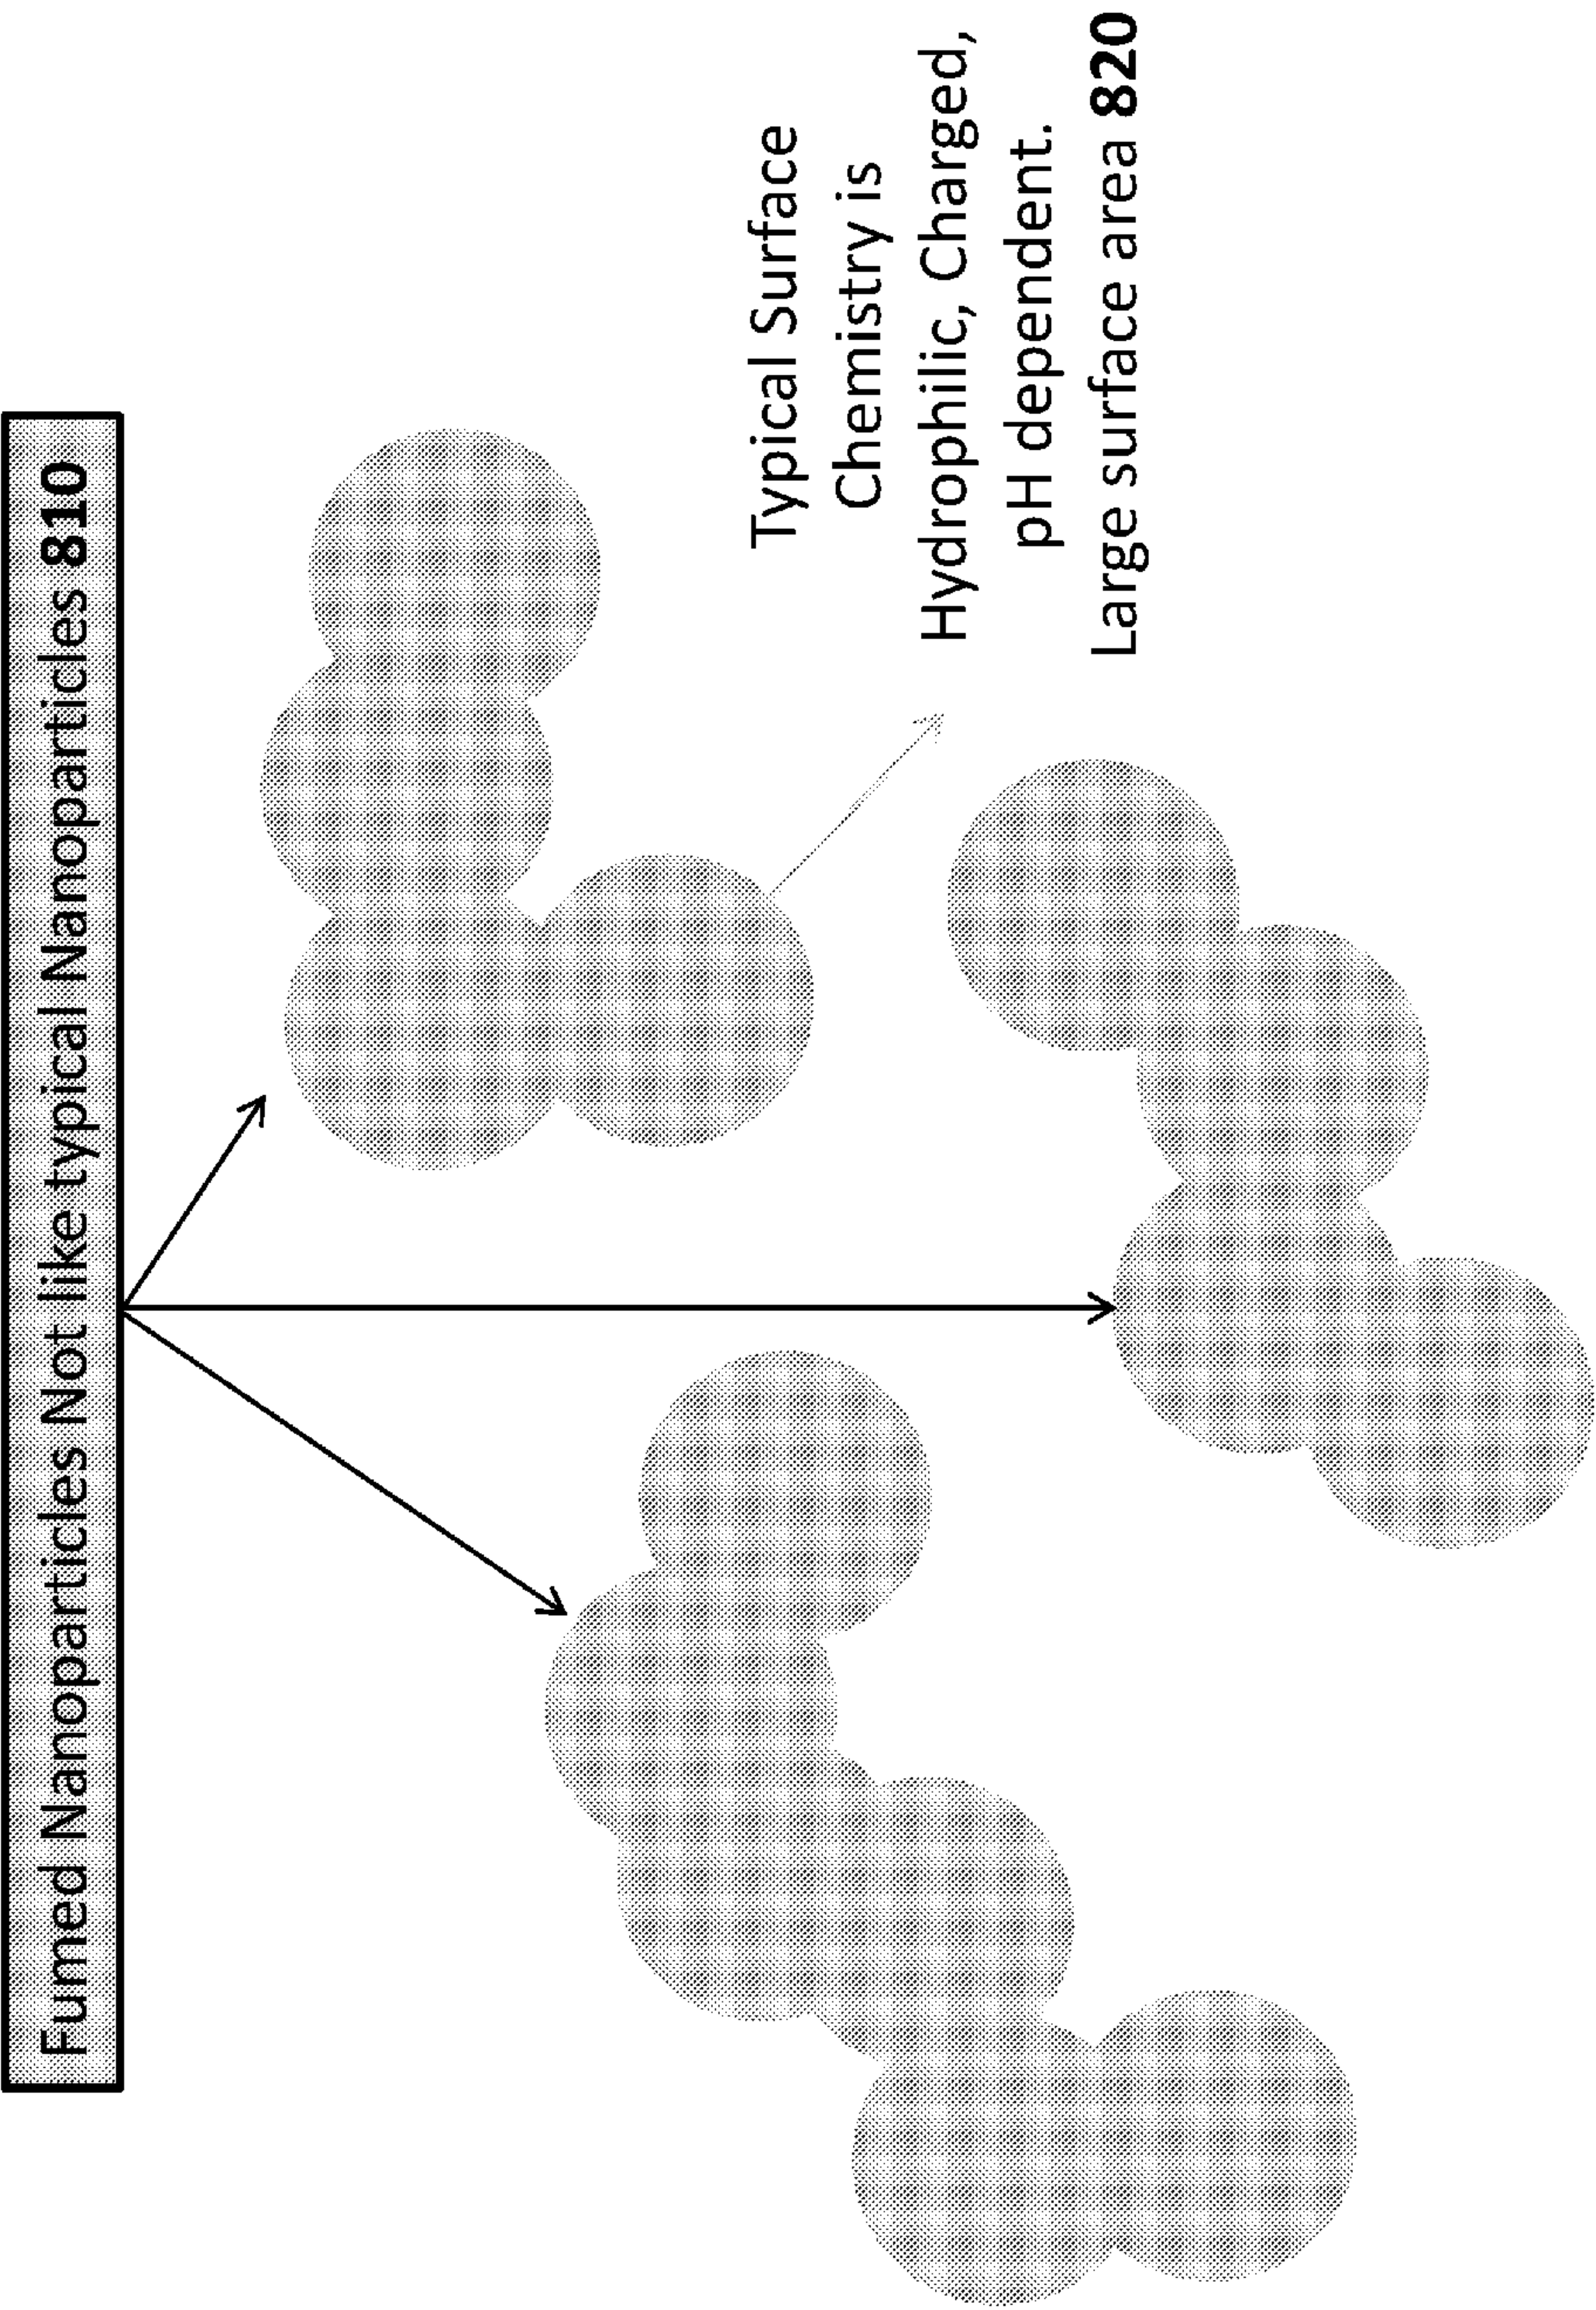 Fumed Nanoparticles Not like typical Nanoparticles 810
Typical Surface
Chemistry is
Hydrophilic, Charged,
pH dependent.
Large surface area 820